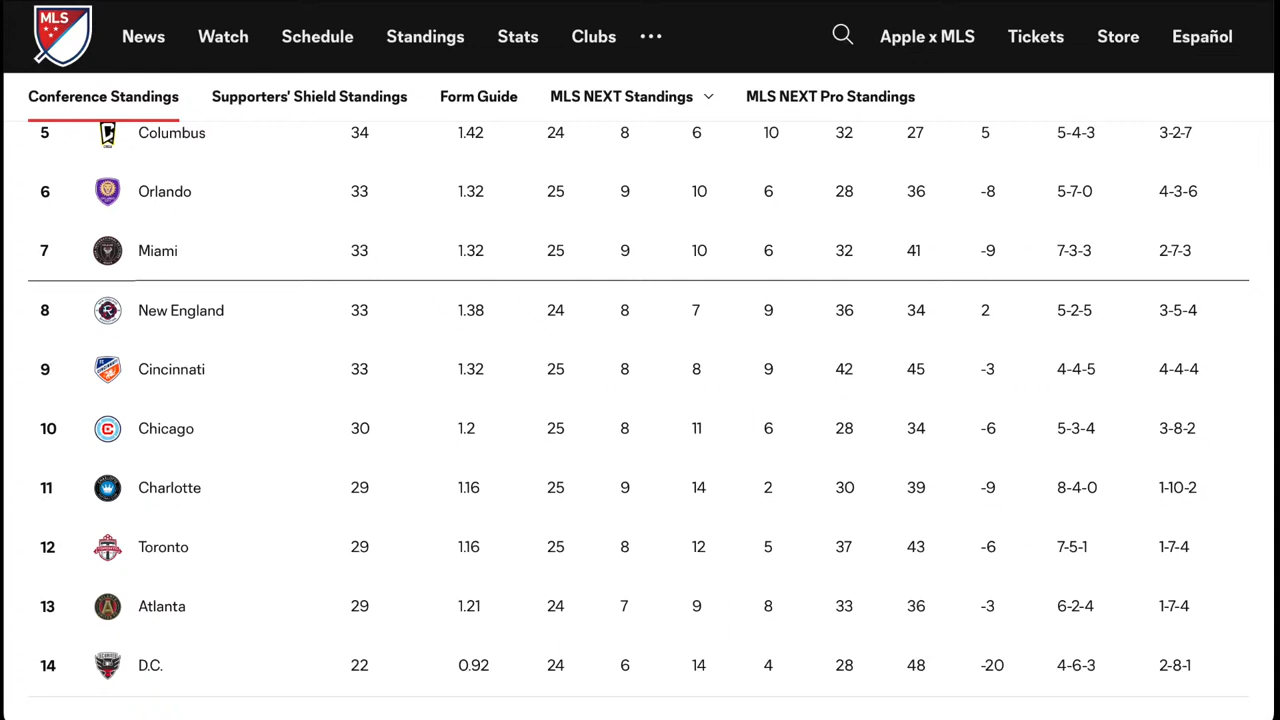 MLS
News Watch Schedule Standings Stats Clubs ••• Apple x MLS Tickets Store Español
Conference Standings Supporters' Shield Standings Form Guide MLS NEXT Standings MLS NEXT Pro Standings
5 Columbus 34 1.42 24 8 6 10 32 27 5 5-4-3 3-2-7
6 Orlando 33 1.32 25 9 10 6 28 36 -8 5-7-0 4-3-6
7 Miami 33 1.32 25 9 10 6 32 41 -9 7-3-3 2-7-3
8 New England 33 1.38 24 8 7 9 36 34 2 5-2-5 3-5-4
9 Cincinnati 33 1.32 25 8 8 9 42 45 -3 4-4-5 4-4-4
10 Chicago 30 1.2 25 8 11 6 28 34 -6 5-3-4 3-8-2
11 Charlotte 29 1.16 25 9 14 2 30 39 -9 8-4-0 1-10-2
12 Toronto 29 1.16 25 8 12 5 37 43 -6 7-5-1 1-7-4
13 Atlanta 29 1.21 24 7 9 8 33 36 -3 6-2-4 1-7-4
14 D.C. 22 0.92 24 6 14 4 28 48 -20 4-6-3 2-8-1